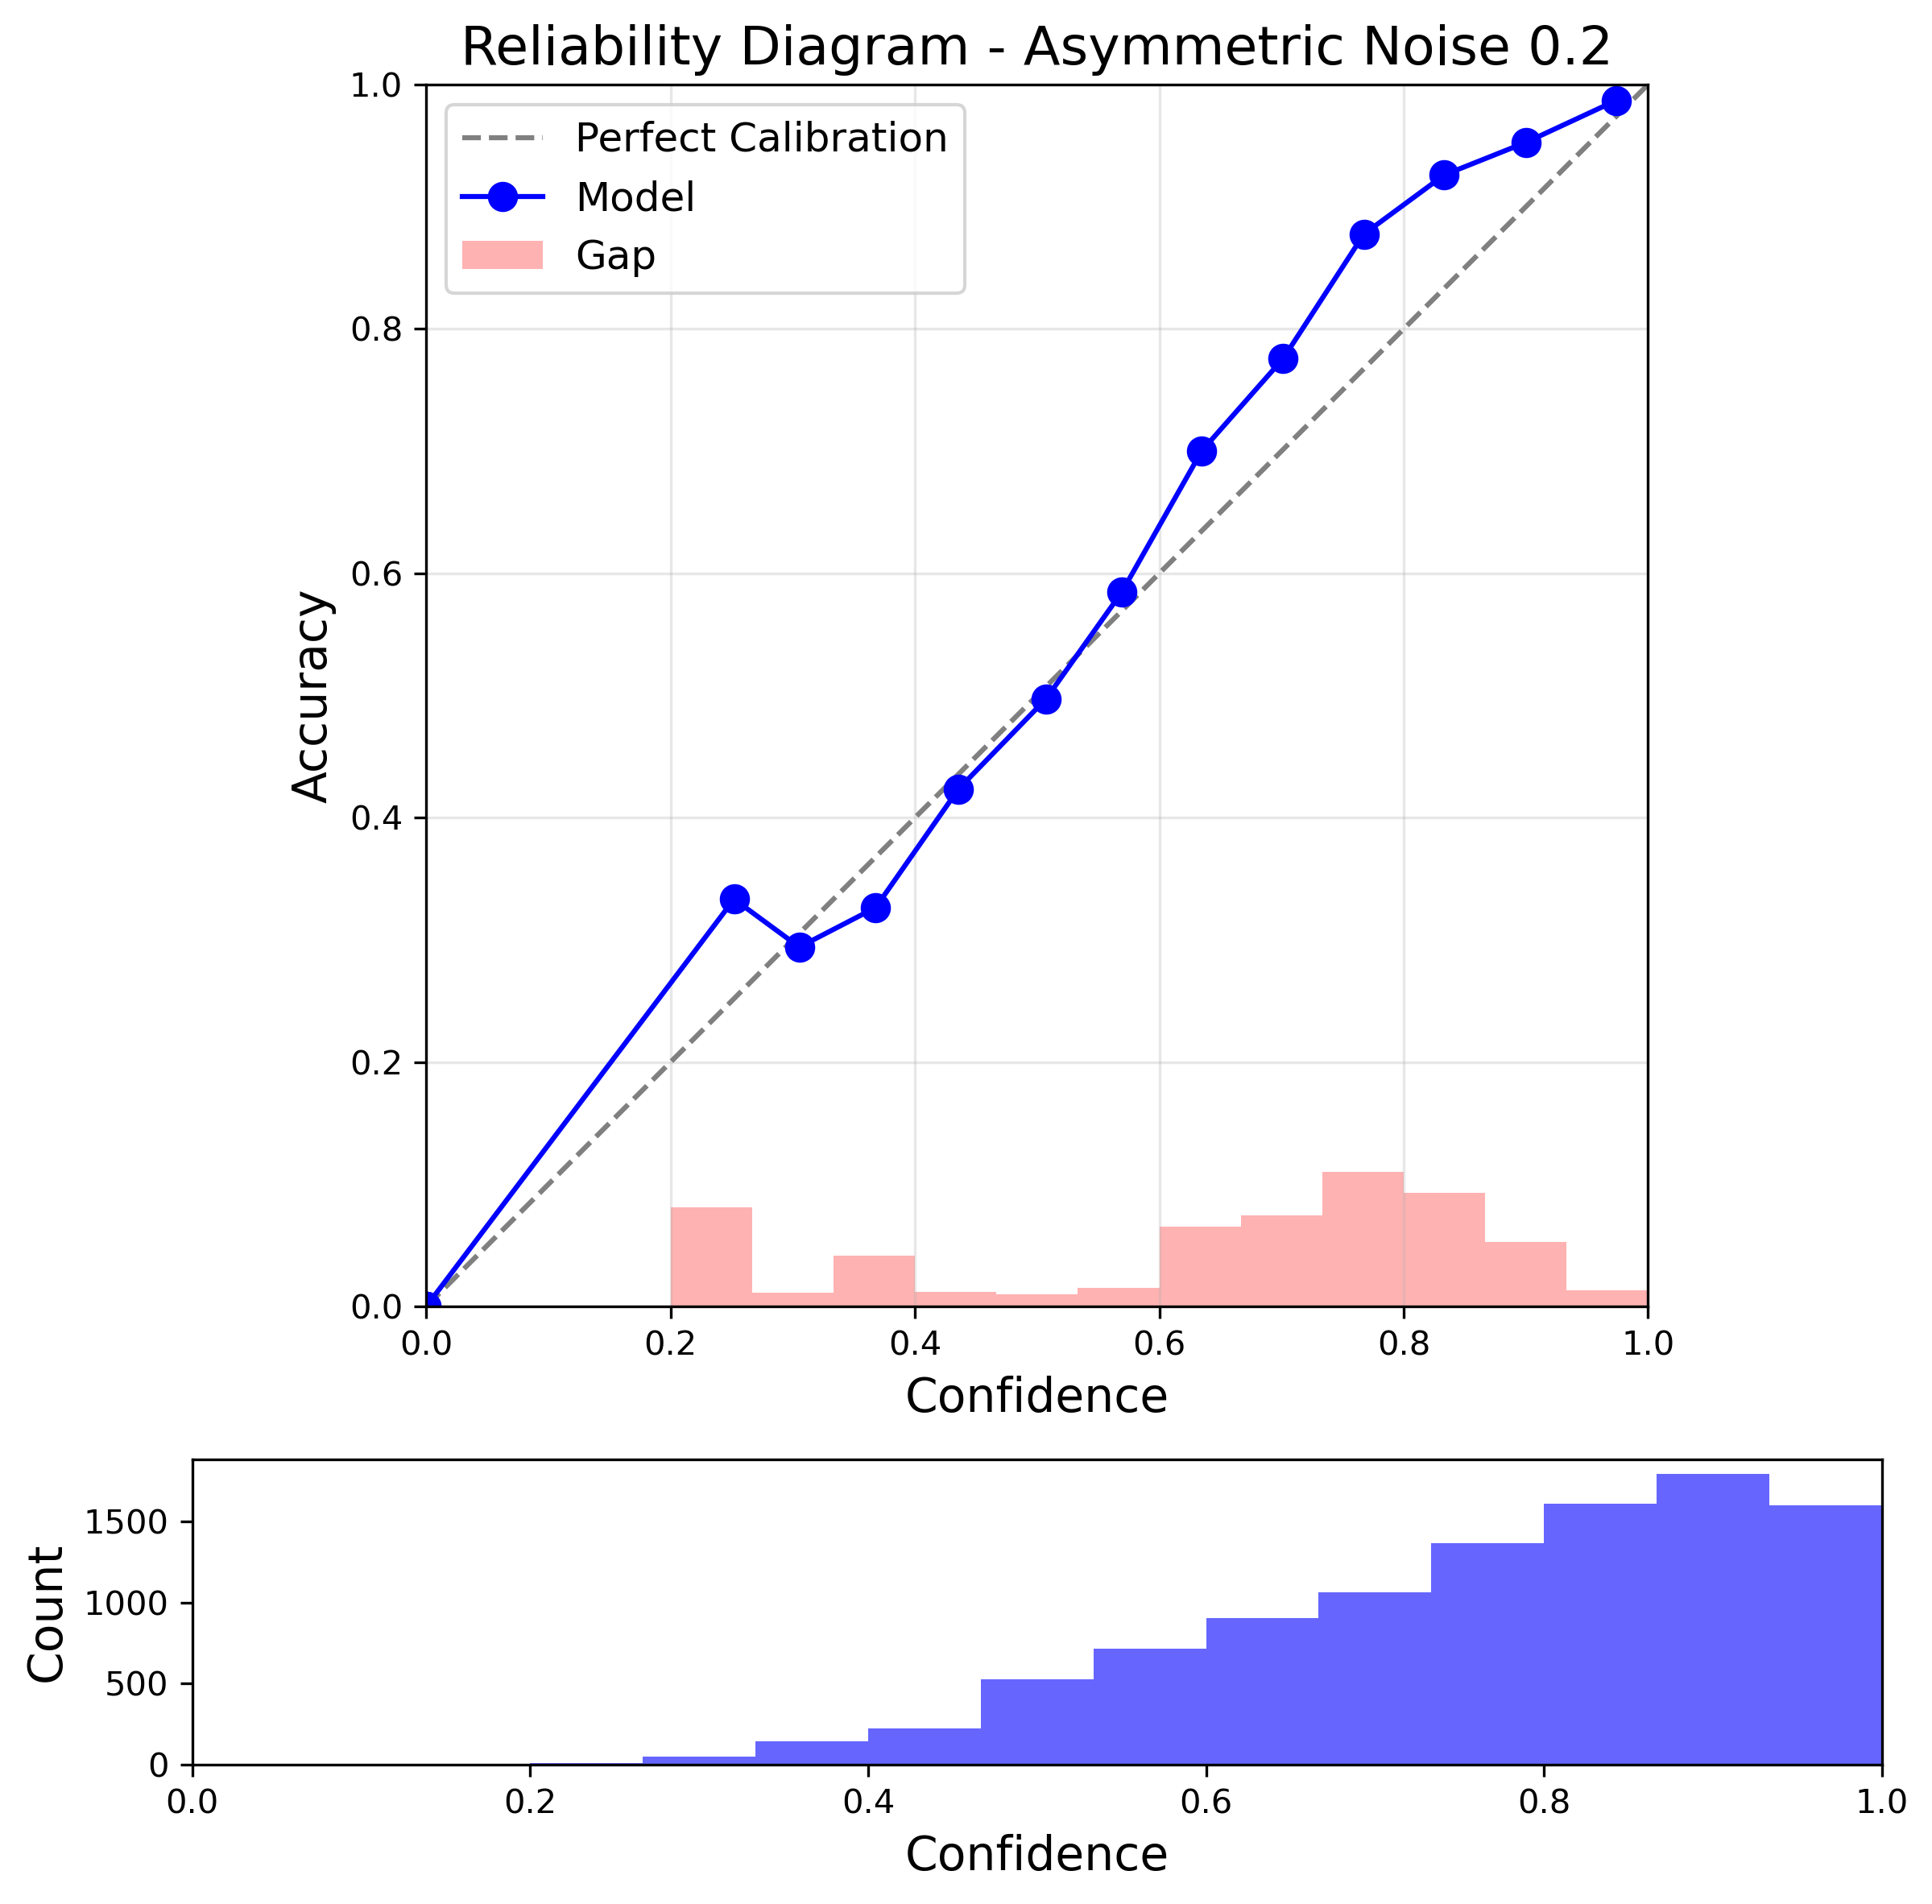 Reliability Diagram - Asymmetric Noise 0.2
1.0
0.8
0.6
0.4
0.2
0.0
Accuracy
Perfect Calibration
Model
Gap
0.0 0.2 0.4 0.6 0.8 1.0
Confidence
1500
1000
500
0
Count
0.0 0.2 0.4 0.6 0.8 1.0
Confidence